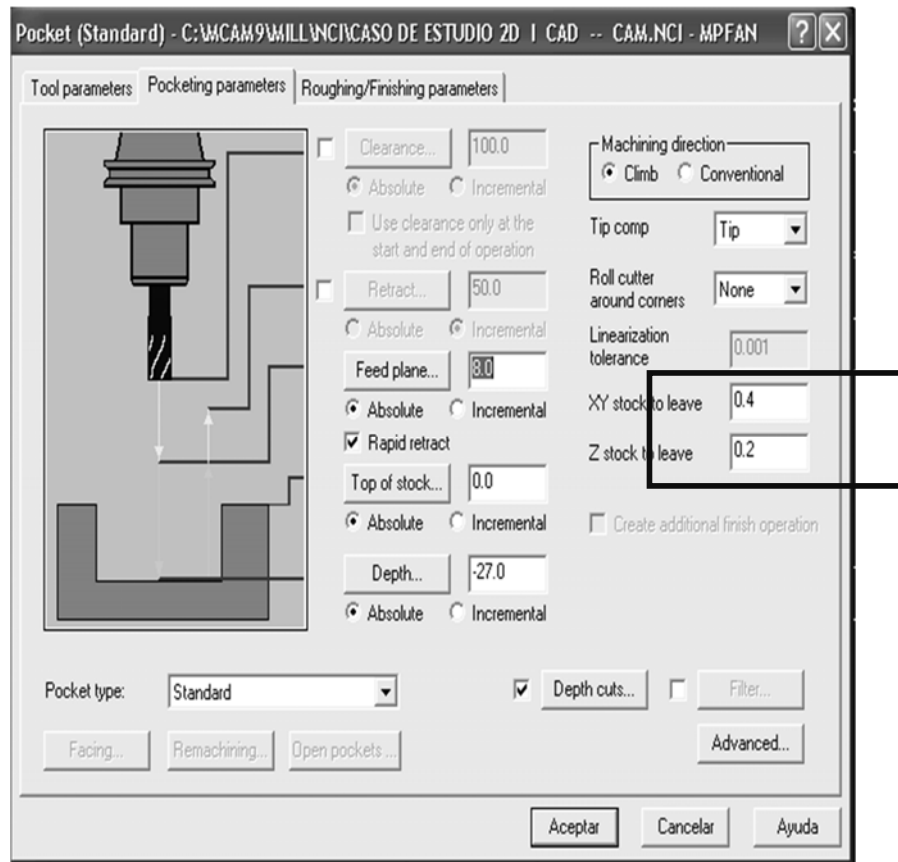 Pocket (Standard) - C:\MCAM9\MILL\NCI\CASO DE ESTUDIO 2D I CAD -- CAM.NCI - MPFAN
Tool parameters Pocketing parameters Roughing/Finishing parameters
Clearance... 100.0
Absolute Incremental
Use clearance only at the
start and end of operation
Retract... 50.0
Absolute Incremental
Feed plane... 8.0
Absolute Incremental
Rapid retract
Top of stock... 0.0
Absolute Incremental
Depth... -27.0
Absolute Incremental
Machining direction
Climb Conventional
Tip comp Tip
Roll cutter
around corners None
Linearization
tolerance 0.001
XY stock to leave 0.4
Z stock to leave 0.2
Create additional finish operation
Pocket type: Standard
Depth cuts... Filter...
Facing... Remachining... Open pockets ... Advanced...
Aceptar Cancelar Ayuda